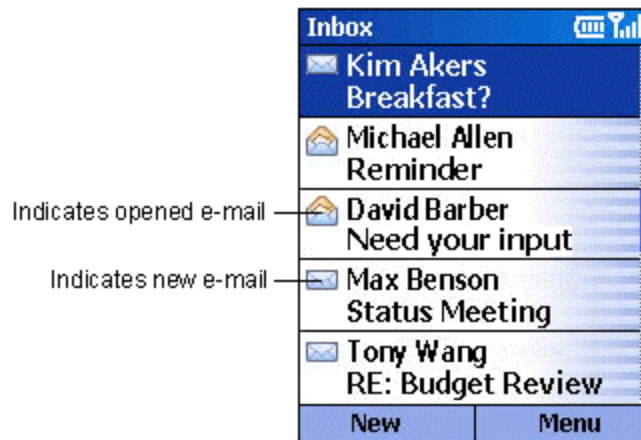 Inbox
Kim Akers
Breakfast?
Michael Allen
Reminder
Indicates opened e-mail
David Barber
Need your input
Indicates new e-mail
Max Benson
Status Meeting
Tony Wang
RE: Budget Review
New Menu